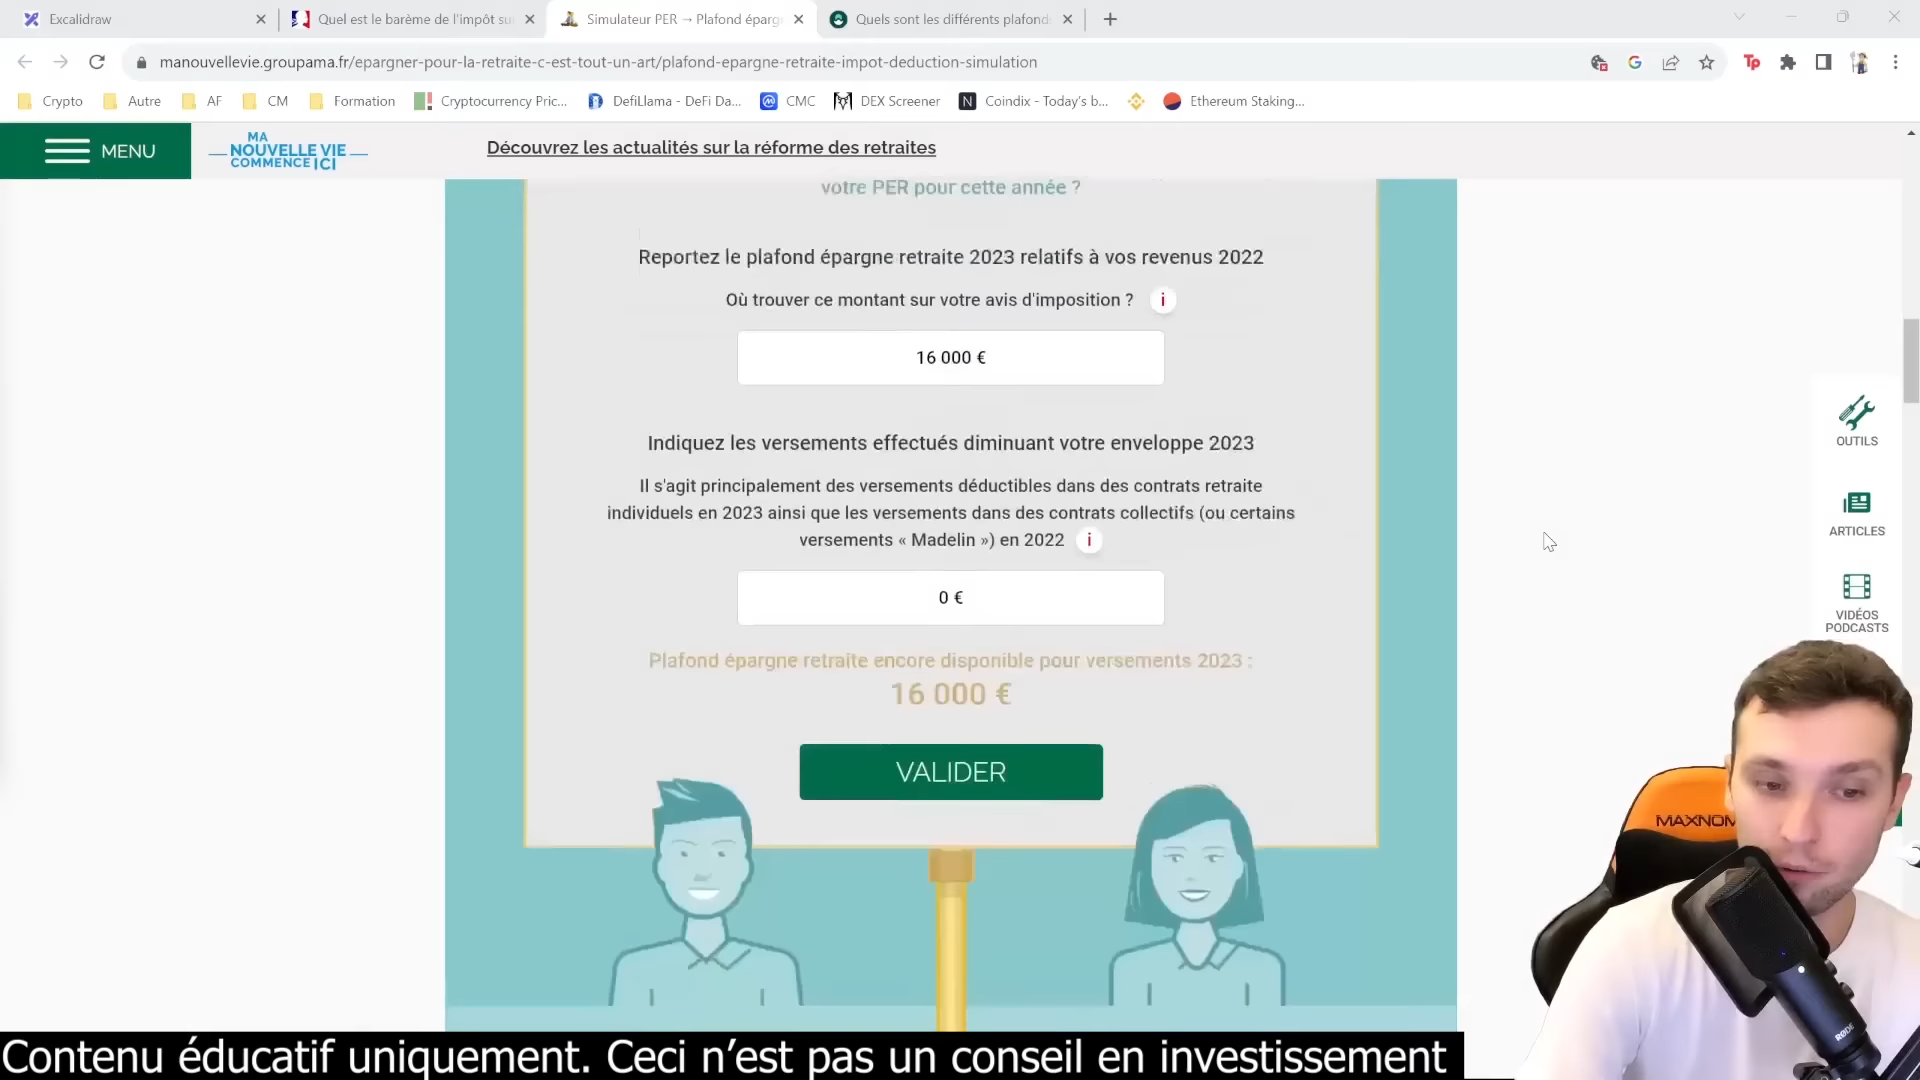 Excalidraw
Quel est le barème de l'impôt su
Simulateur PER → Plafond éparg
Quels sont les différents plafond
manouvellevie.groupama.fr/epargner-pour-la-retraite-c-est-tout-un-art/plafond-epargne-retraite-impot-deduction-simulation
Crypto
Autre
AF
CM
Formation
Cryptocurrency Pric...
DefiLlama - DeFi Da...
CMC
DEX Screener
Coindix - Today's b...
Ethereum Staking...
MENU
MA
NOUVELLE VIE
COMMENCE ICI
Découvrez les actualités sur la réforme des retraites
votre PER pour cette année ?
Reportez le plafond épargne retraite 2023 relatifs à vos revenus 2022
Où trouver ce montant sur votre avis d'imposition ? i
16 000 €
Indiquez les versements effectués diminuant votre enveloppe 2023
Il s'agit principalement des versements déductibles dans des contrats retraite
individuels en 2023 ainsi que les versements dans des contrats collectifs (ou certains
versements « Madelin ») en 2022 i
0 €
Plafond épargne retraite encore disponible pour versements 2023 :
16 000 €
VALIDER
OUTILS
ARTICLES
VIDÉOS
PODCASTS
MAXNOM
RØDE
Contenu éducatif uniquement. Ceci n'est pas un conseil en investissement